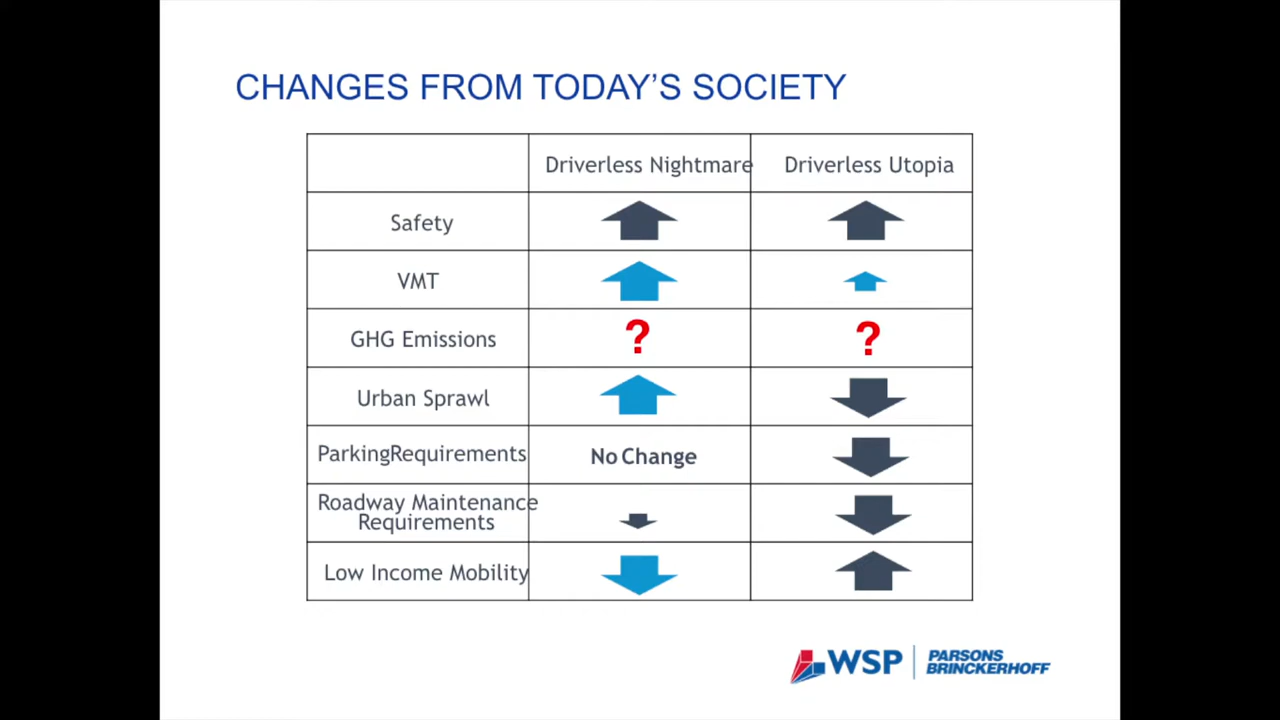 CHANGES FROM TODAY'S SOCIETY
Driverless Nightmare Driverless Utopia
Safety
VMT
GHG Emissions ? ?
Urban Sprawl
ParkingRequirements No Change
Roadway Maintenance
Requirements
Low Income Mobility
WSP PARSONS
BRINCKERHOFF